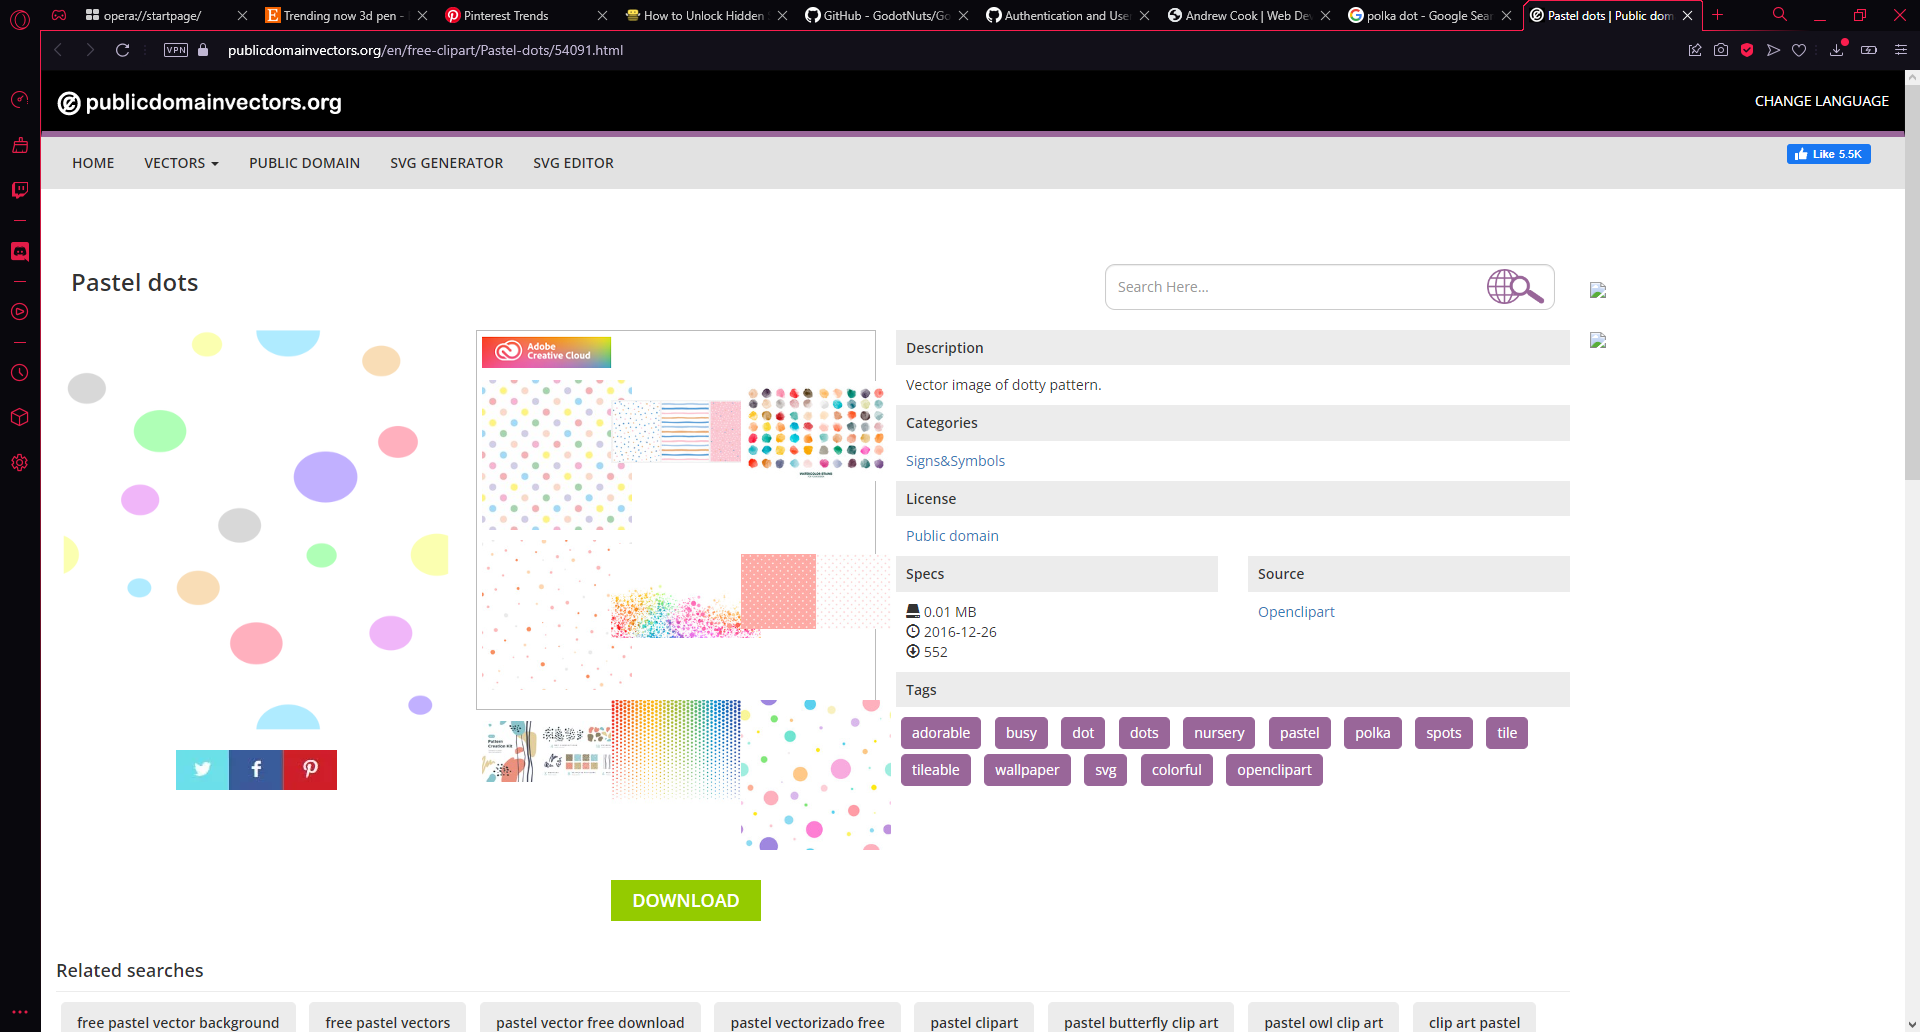 opera://startpage/
Trending now 3d pen -
Pinterest Trends
How to Unlock Hidden
GitHub - GodotNuts/Go
Authentication and Use
Andrew Cook | Web De
polka dot - Google Sear
Pastel dots | Public dom
VPN
publicdomainvectors.org/en/free-clipart/Pastel-dots/54091.html
publicdomainvectors.org
CHANGE LANGUAGE
HOME
VECTORS
PUBLIC DOMAIN
SVG GENERATOR
SVG EDITOR
Like 5.5K
Pastel dots
Search Here...
Adobe
Creative Cloud
Description
Vector image of dotty pattern.
Categories
Signs&Symbols
License
Public domain
Specs
Source
0.01 MB
Openclipart
2016-12-26
552
Tags
adorable
busy
dot
dots
nursery
pastel
polka
spots
tile
tileable
wallpaper
svg
colorful
openclipart
Pattern
Creation Kit
DOWNLOAD
Related searches
free pastel vector background
free pastel vectors
pastel vector free download
pastel vectorizado free
pastel clipart
pastel butterfly clip art
pastel owl clip art
clip art pastel